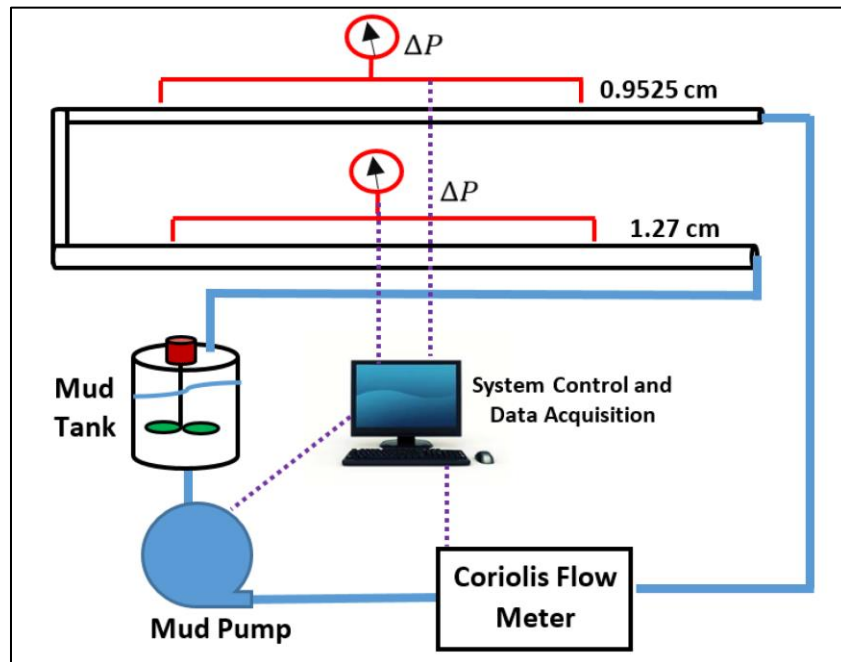 ΔP
0.9525 cm
ΔP
1.27 cm
Mud
Tank
System Control and
Data Acquisition
Coriolis Flow
Meter
Mud Pump